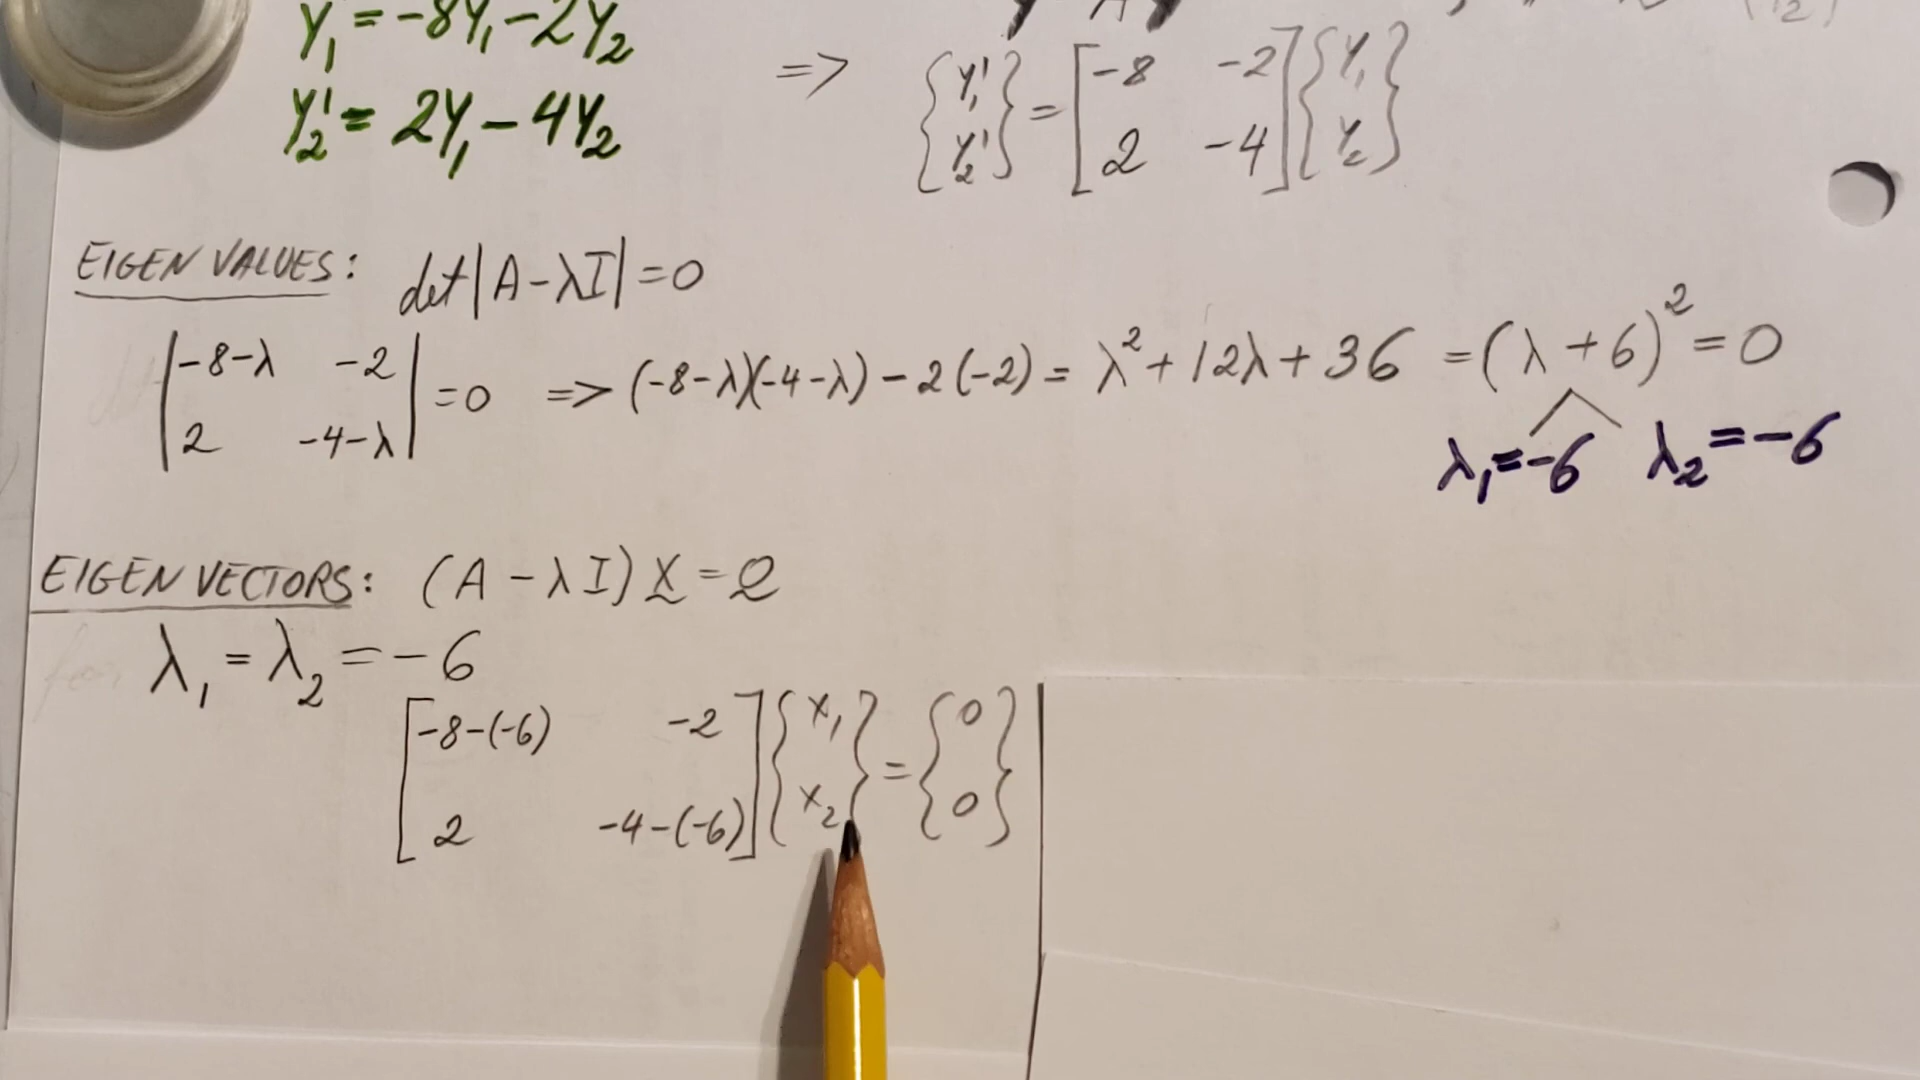 y₁' = -8y₁ - 2y₂
y₂' = 2y₁ - 4y₂
=> {y₁' y₂'} = [-8 -2 2 -4] {y₁ y₂}
EIGEN VALUES: det|A-λI| = 0
|-8-λ -2 2 -4-λ| = 0 => (-8-λ)(-4-λ) - 2(-2) = λ² + 12λ + 36 = (λ+6)² = 0
λ₁ = -6 λ₂ = -6
EIGEN VECTORS: (A - λI) x = 0
λ₁ = λ₂ = -6
[-8-(-6) -2 2 -4-(-6)] {x₁ x₂} = {0 0}